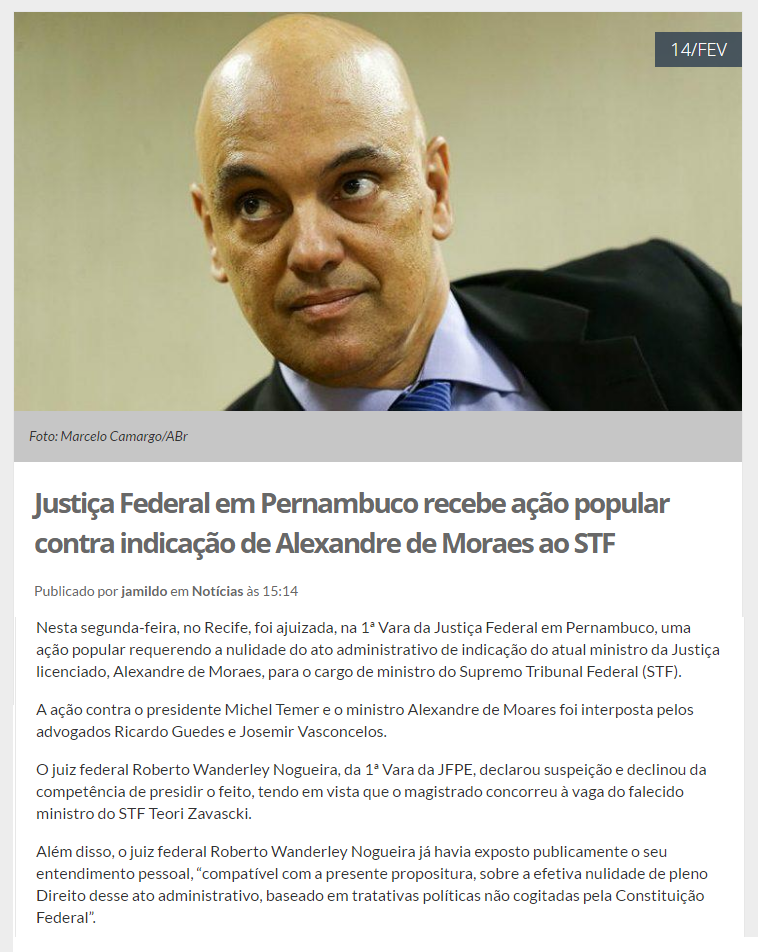 14/FEV
Foto: Marcelo Camargo/ABr
Justiça Federal em Pernambuco recebe ação popular
contra indicação de Alexandre de Moraes ao STF
Publicado por jamildo em Notícias às 15:14
Nesta segunda-feira, no Recife, foi ajuizada, na 1ª Vara da Justiça Federal em Pernambuco, uma
ação popular requerendo a nulidade do ato administrativo de indicação do atual ministro da Justiça
licenciado, Alexandre de Moraes, para o cargo de ministro do Supremo Tribunal Federal (STF).
A ação contra o presidente Michel Temer e o ministro Alexandre de Moares foi interposta pelos
advogados Ricardo Guedes e Josemir Vasconcelos.
O juiz federal Roberto Wanderley Nogueira, da 1ª Vara da JFPE, declarou suspeição e declinou da
competência de presidir o feito, tendo em vista que o magistrado concorreu à vaga do falecido
ministro do STF Teori Zavascki.
Além disso, o juiz federal Roberto Wanderley Nogueira já havia exposto publicamente o seu
entendimento pessoal, “compatível com a presente propositura, sobre a efetiva nulidade de pleno
Direito desse ato administrativo, baseado em tratativas políticas não cogitadas pela Constituição
Federal”.